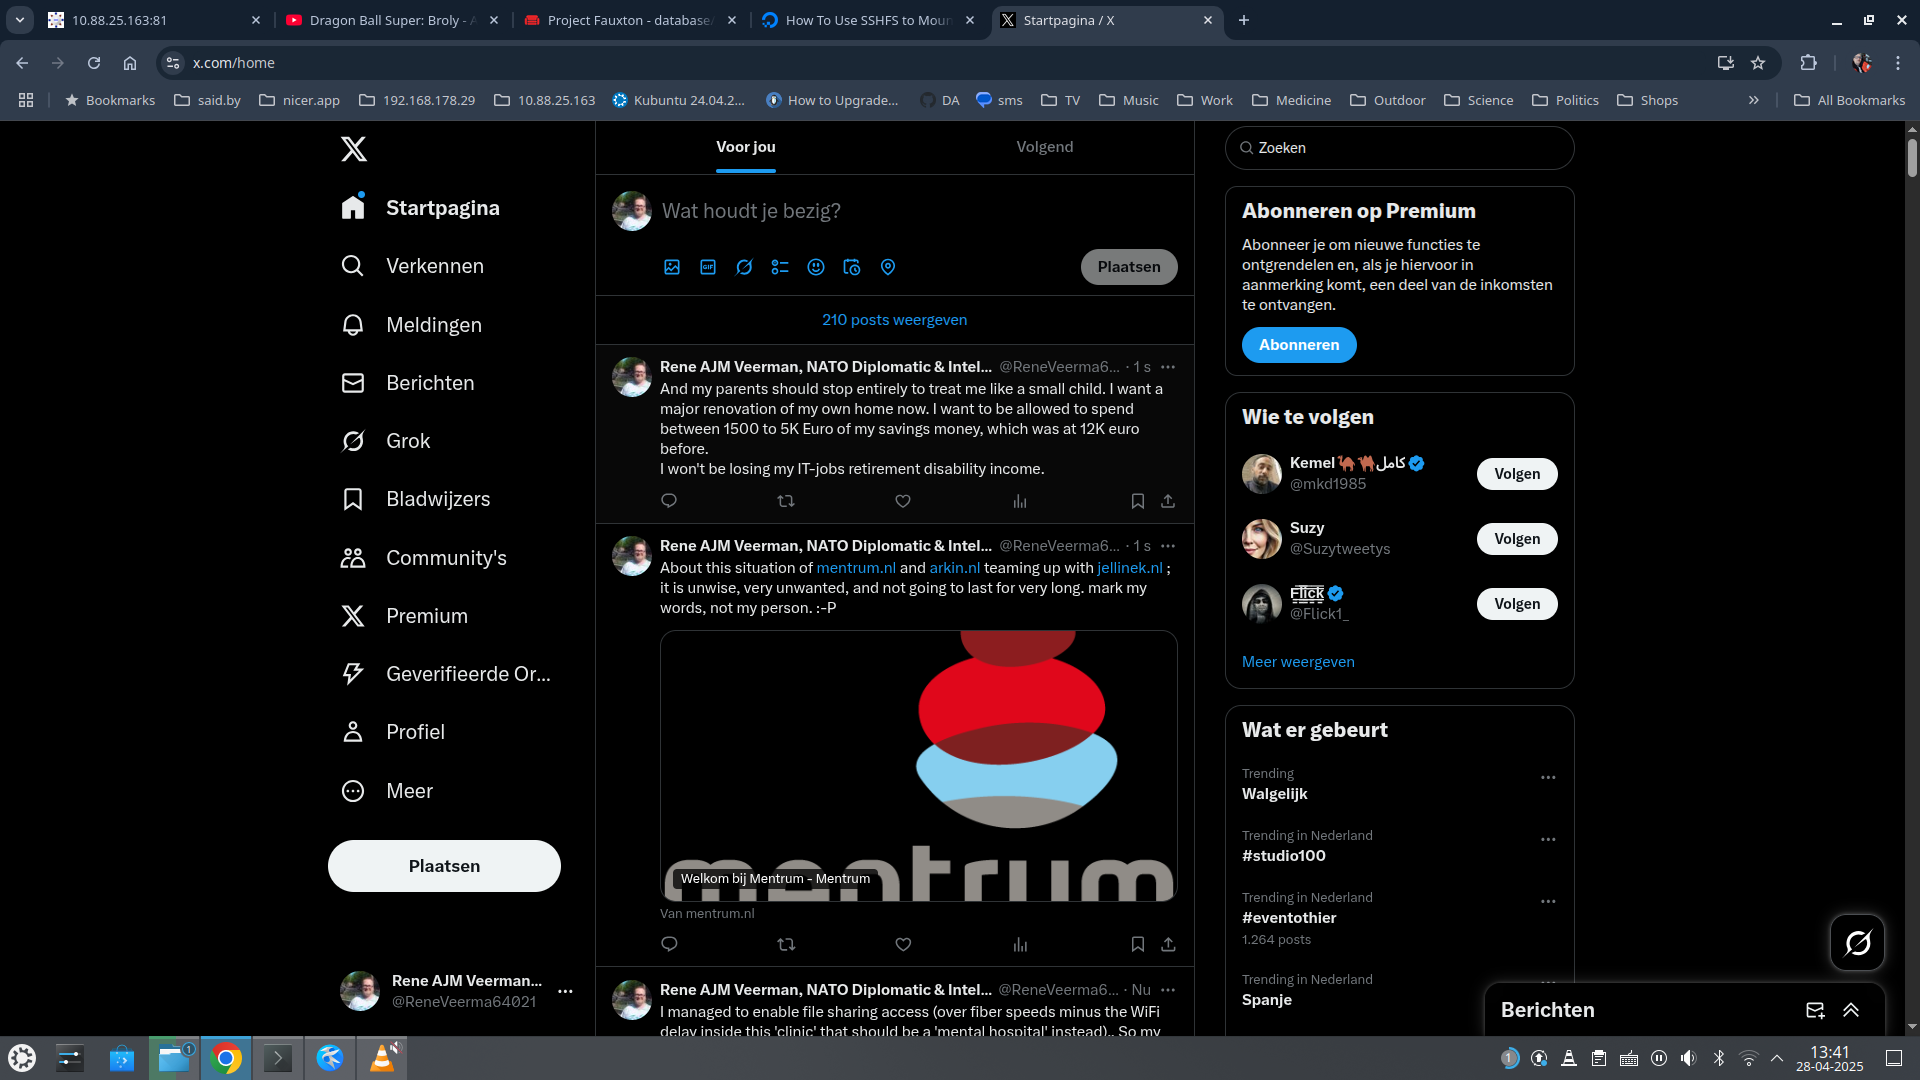 10.88.25.163:81
Dragon Ball Super: Broly - A
Project Fauxton - database/
How To Use SSHFS to Moun
Startpagina / X
x.com/home
Bookmarks
said.by
nicer.app
192.168.178.29
10.88.25.163
Kubuntu 24.04.2...
How to Upgrade...
DA
sms
TV
Music
Work
Medicine
Outdoor
Science
Politics
Shops
All Bookmarks
Startpagina
Verkennen
Meldingen
Berichten
Grok
Bladwijzers
Community's
Premium
Geverifieerde Or...
Profiel
Meer
Plaatsen
Rene AJM Veerman...
@ReneVeerma64021
Voor jou
Volgend
Wat houdt je bezig?
GIF
Plaatsen
210 posts weergeven
Rene AJM Veerman, NATO Diplomatic & Intel... @ReneVeerma6... · 1 s
And my parents should stop entirely to treat me like a small child. I want a
major renovation of my own home now. I want to be allowed to spend
between 1500 to 5K Euro of my savings money, which was at 12K euro
before.
I won't be losing my IT-jobs retirement disability income.
Rene AJM Veerman, NATO Diplomatic & Intel... @ReneVeerma6... · 1 s
About this situation of mentrum.nl and arkin.nl teaming up with jellinek.nl ;
it is unwise, very unwanted, and not going to last for very long. mark my
words, not my person. :-P
mentrum
Welkom bij Mentrum - Mentrum
Van mentrum.nl
Rene AJM Veerman, NATO Diplomatic & Intel... @ReneVeerma6... · Nu
I managed to enable file sharing access (over fiber speeds minus the WiFi
delay inside this 'clinic' that should be a 'mental hospital' instead).. So my
Zoeken
Abonneren op Premium
Abonneer je om nieuwe functies te
ontgrendelen en, als je hiervoor in
aanmerking komt, een deel van de inkomsten
te ontvangen.
Abonneren
Wie te volgen
Kemel كامل
@mkd1985
Volgen
Suzy
@Suzytweetys
Volgen
Flick
@Flick1_
Volgen
Meer weergeven
Wat er gebeurt
Trending
Walgelijk
Trending in Nederland
#studio100
Trending in Nederland
#eventothier
1.264 posts
Trending in Nederland
Spanje
Berichten
1
1
13:41
28-04-2025